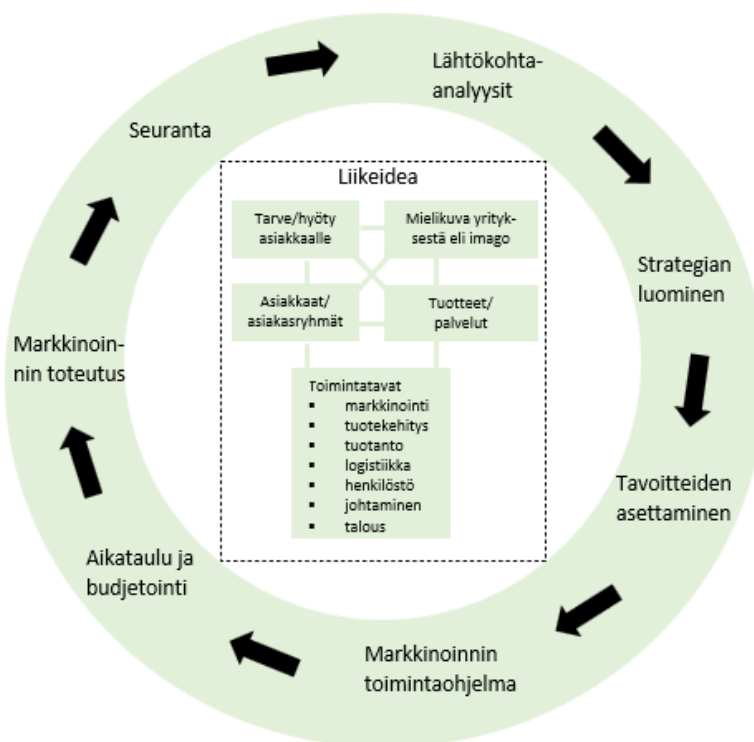 Lähtökohta-
analyysit
Strategian
luominen
Tavoitteiden
asettaminen
Markkinoinnin
toimintaohjelma
Aikataulu ja
budjetointi
Markkinoin-
nin toteutus
Seuranta
Liikeidea
Tarve/hyöty
asiakkaalle
Mielikuva irityk-
sestä eli imago
Asiakkaat/
asiakasryhmät
Tuotteet/
palvelut
Toimintatavat
▪ markkinointi
▪ tuotekehitys
▪ tuotanto
▪ logistiikka
▪ henkilöstö
▪ johtaminen
▪ talous